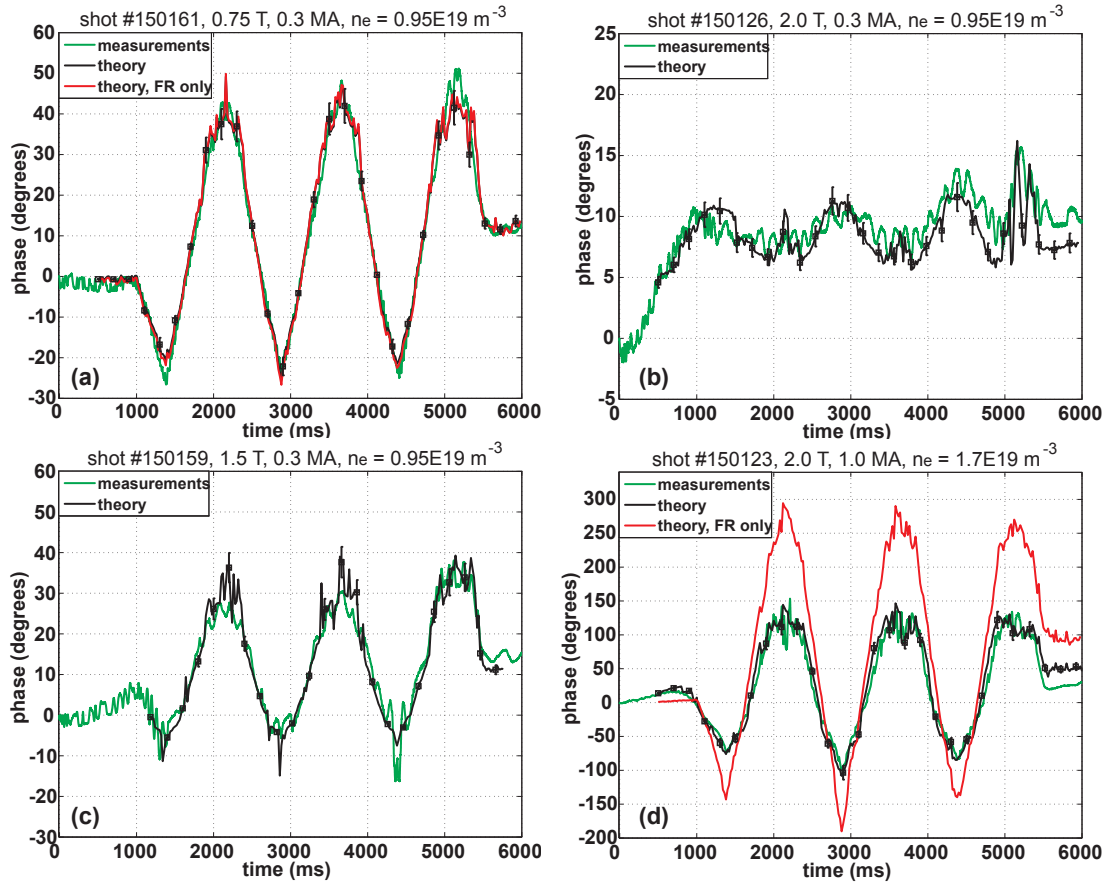 shot #150161, 0.75 T, 0.3 MA, ne = 0.95E19 m-3
60
50
40
30
20
10
0
-10
-20
-30
phase (degrees)
measurements
theory
theory, FR only
(a)
0 1000 2000 3000 4000 5000 6000
time (ms)
shot #150126, 2.0 T, 0.3 MA, ne = 0.95E19 m-3
25
20
15
10
5
0
-5
phase (degrees)
measurements
theory
(b)
0 1000 2000 3000 4000 5000 6000
time (ms)
shot #150159, 1.5 T, 0.3 MA, ne = 0.95E19 m-3
60
50
40
30
20
10
0
-10
-20
-30
phase (degrees)
measurements
theory
(c)
0 1000 2000 3000 4000 5000 6000
time (ms)
shot #150123, 2.0 T, 1.0 MA, ne = 1.7E19 m-3
300
250
200
150
100
50
0
-50
-100
-150
-200
phase (degrees)
measurements
theory
theory, FR only
(d)
0 1000 2000 3000 4000 5000 6000
time (ms)